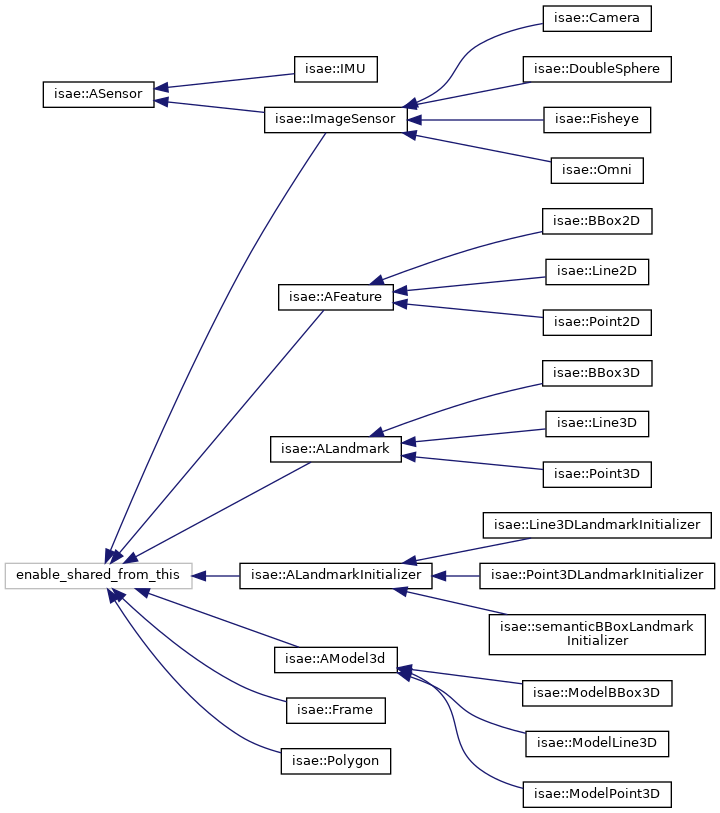 isae::Camera
isae::IMU
isae::DoubleSphere
isae::ASensor
isae::ImageSensor
isae::Fisheye
isae::Omni
isae::BBox2D
isae::Line2D
isae::AFeature
isae::Point2D
isae::BBox3D
isae::Line3D
isae::ALandmark
isae::Point3D
isae::Line3DLandmarkInitializer
enable_shared_from_this
isae::ALandmarkInitializer
isae::Point3DLandmarkInitializer
isae::semanticBBoxLandmark
Initializer
isae::AModel3d
isae::ModelBBox3D
isae::Frame
isae::ModelLine3D
isae::Polygon
isae::ModelPoint3D